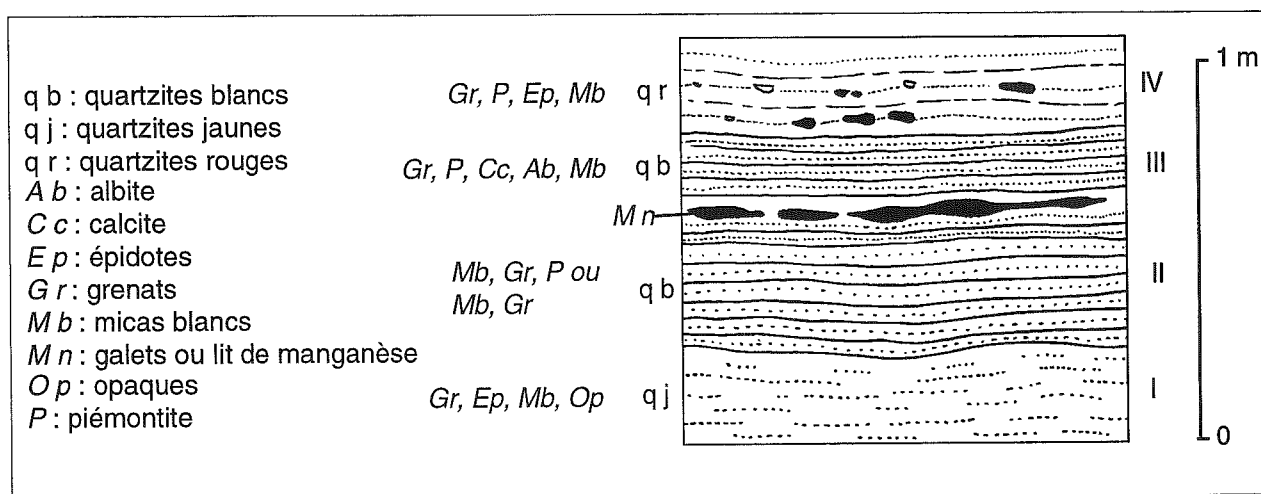 q b : quartzites blancs
q j : quartzites jaunes
q r : quartzites rouges
A b : albite
C c : calcite
E p : épidotes
G r : grenats
M b : micas blancs
M n : galets ou lit de manganèse
O p : opaques
P : piémontite
Gr, P, Ep, Mb
q r
IV
Gr, P, Cc, Ab, Mb
q b
III
M n
Mb, Gr, P ou
Mb, Gr
q b
II
Gr, Ep, Mb, Op
q j
I
1 m
0